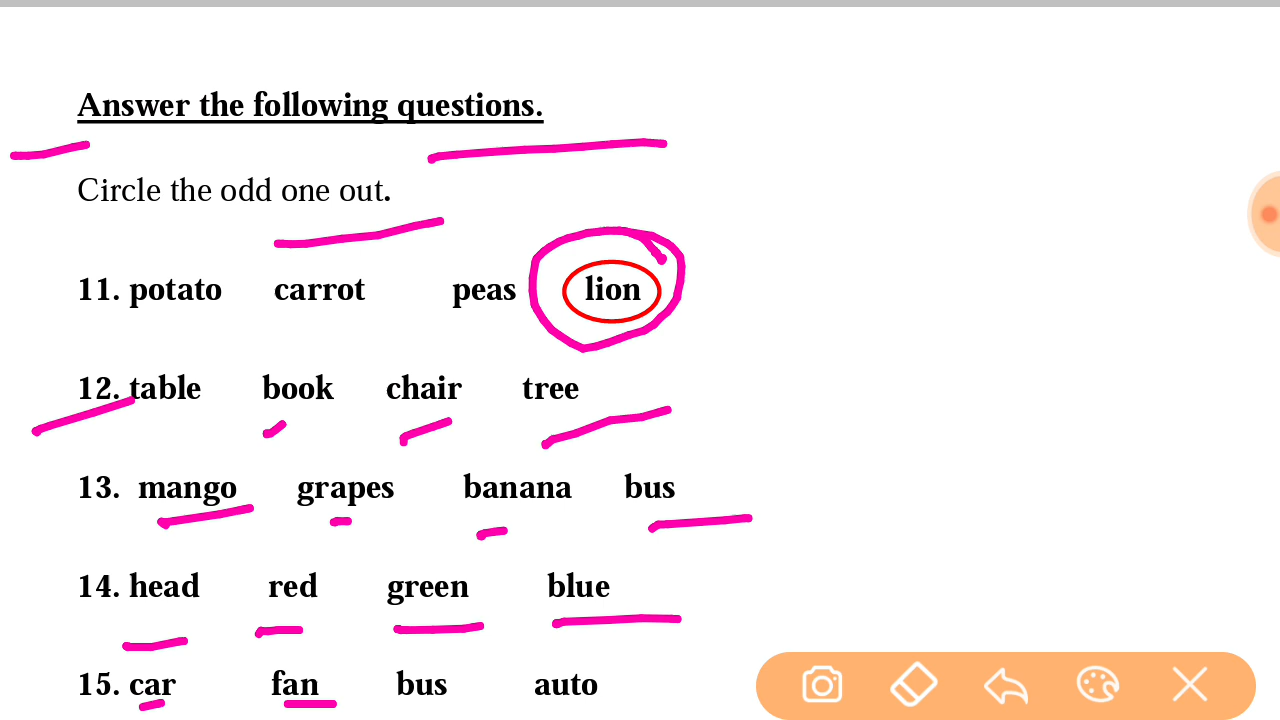 Answer the following questions.
Circle the odd one out.
11. potato carrot peas lion
12. table book chair tree
13. mango grapes banana bus
14. head red green blue
15. car fan bus auto